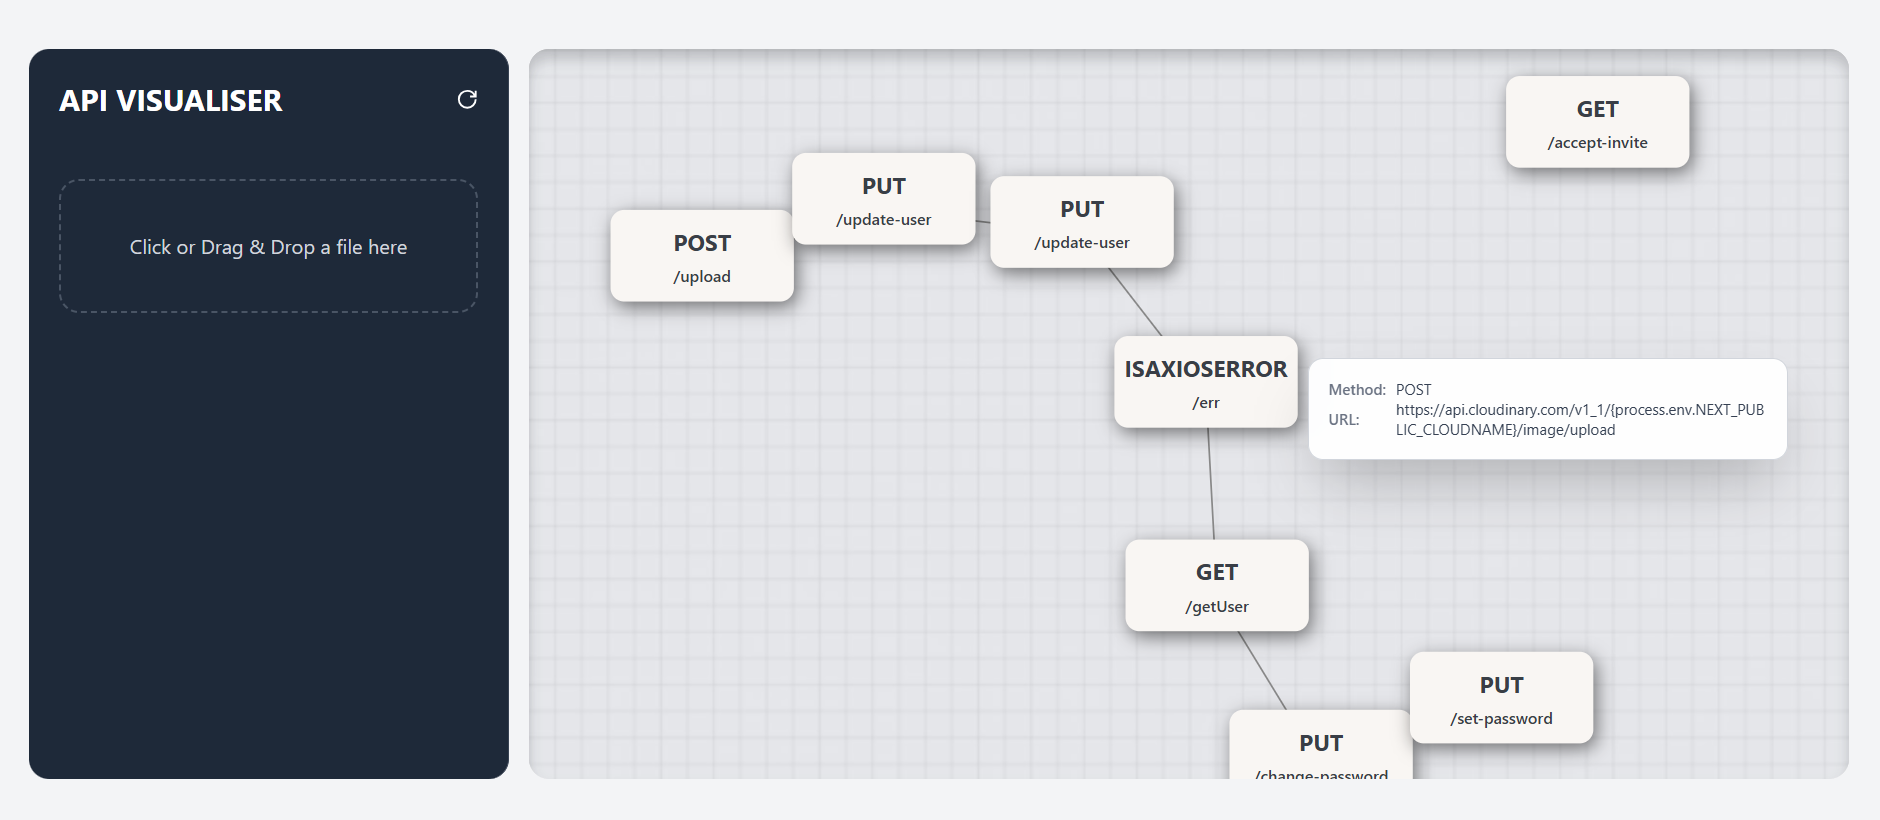 API VISUALISER
Click or Drag & Drop a file here
GET
/accept-invite
PUT
/update-user
PUT
/update-user
POST
/upload
ISAXIOSERROR
/err
Method: POST
URL: https://api.cloudinary.com/v1_1/{process.env.NEXT_PUB
LIC_CLOUDNAME}/image/upload
GET
/getUser
PUT
/set-password
PUT
/change-password